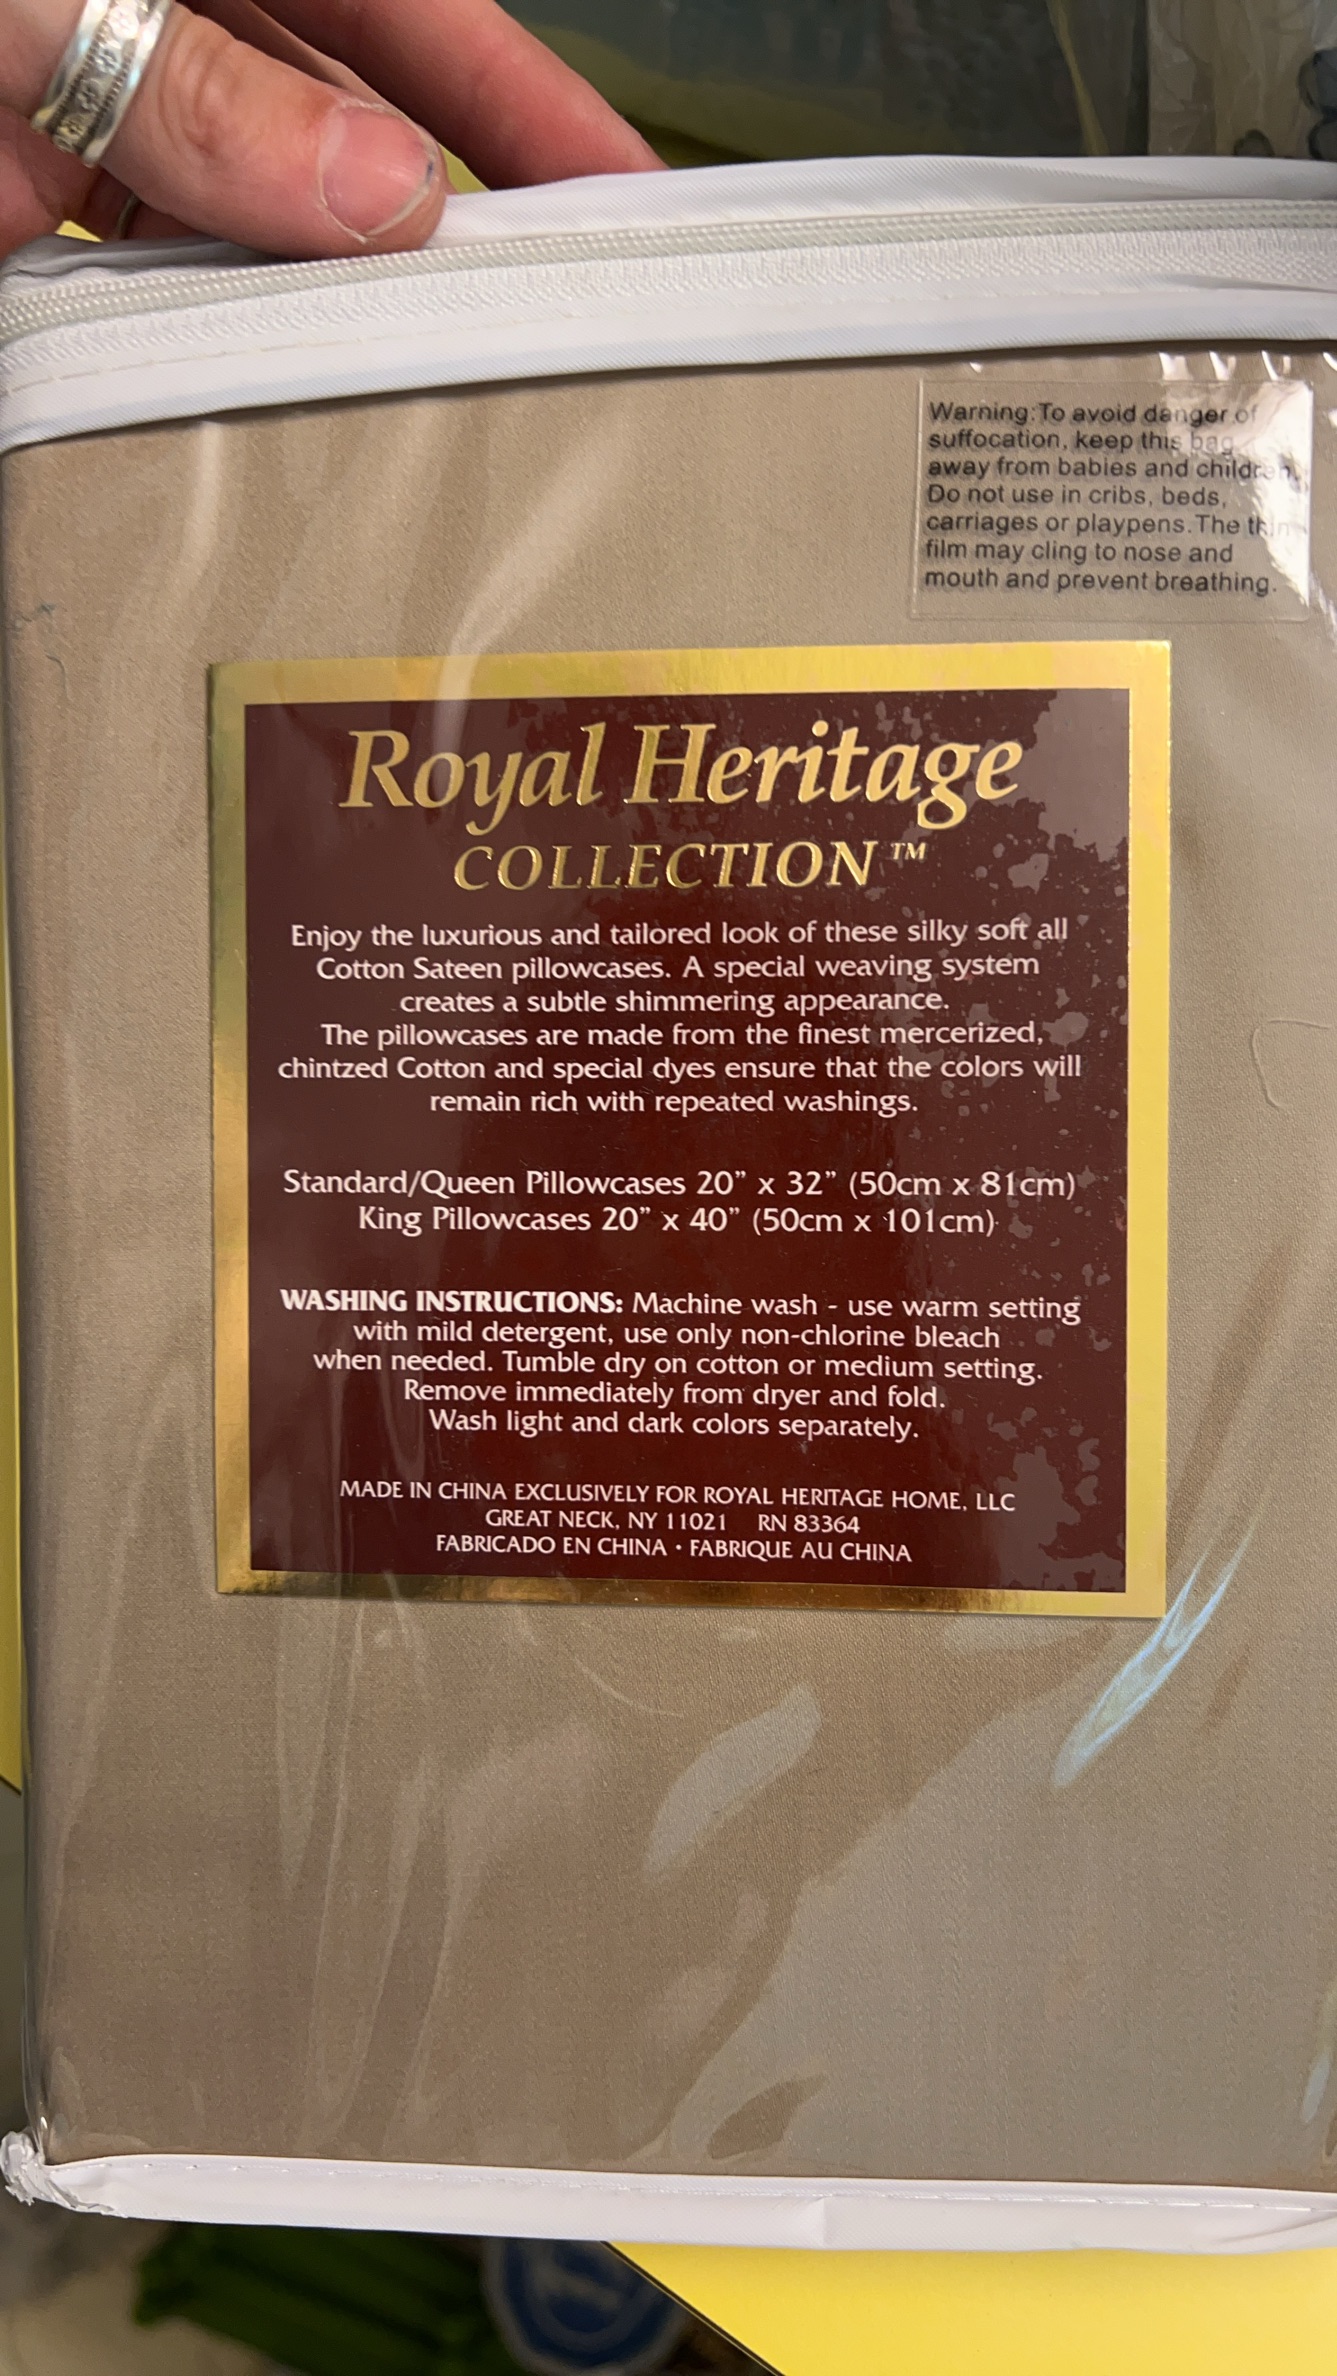 Warning:To avoid danger of
suffocation, keep this bag
away from babies and children.
Do not use in cribs, beds,
carriages or playpens.The thin
film may cling to nose and
mouth and prevent breathing.
Royal Heritage
COLLECTION™
Enjoy the luxurious and tailored look of these silky soft all
Cotton Sateen pillowcases. A special weaving system
creates a subtle shimmering appearance.
The pillowcases are made from the finest mercerized,
chintzed Cotton and special dyes ensure that the colors will
remain rich with repeated washings.
Standard/Queen Pillowcases 20” x 32” (50cm x 81cm)
King Pillowcases 20” x 40” (50cm x 101cm)
WASHING INSTRUCTIONS: Machine wash - use warm setting
with mild detergent, use only non-chlorine bleach
when needed. Tumble dry on cotton or medium setting.
Remove immediately from dryer and fold.
Wash light and dark colors separately.
MADE IN CHINA EXCLUSIVELY FOR ROYAL HERITAGE HOME, LLC
GREAT NECK, NY 11021 RN 83364
FABRICADO EN CHINA • FABRIQUE AU CHINA